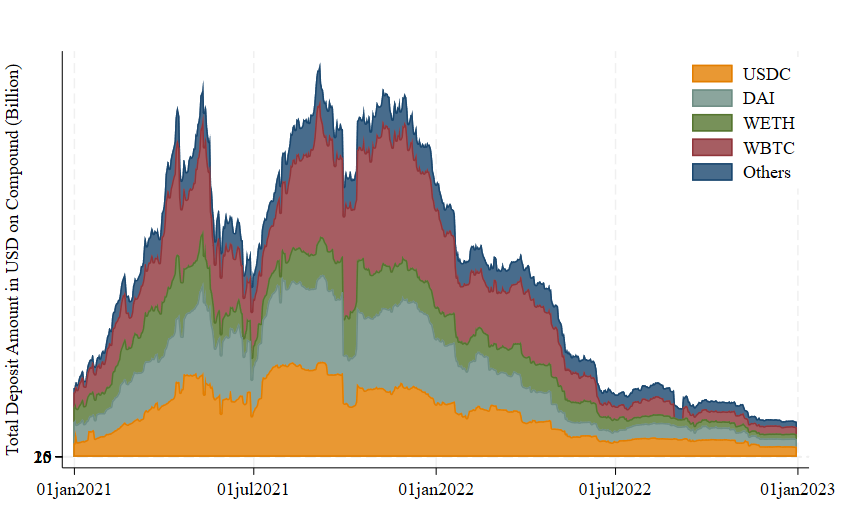 Total Deposit Amount in USD on Compound (Billion)
USDC
DAI
WETH
WBTC
Others
01jan2021
01jul2021
01jan2022
01jul2022
01jan2023